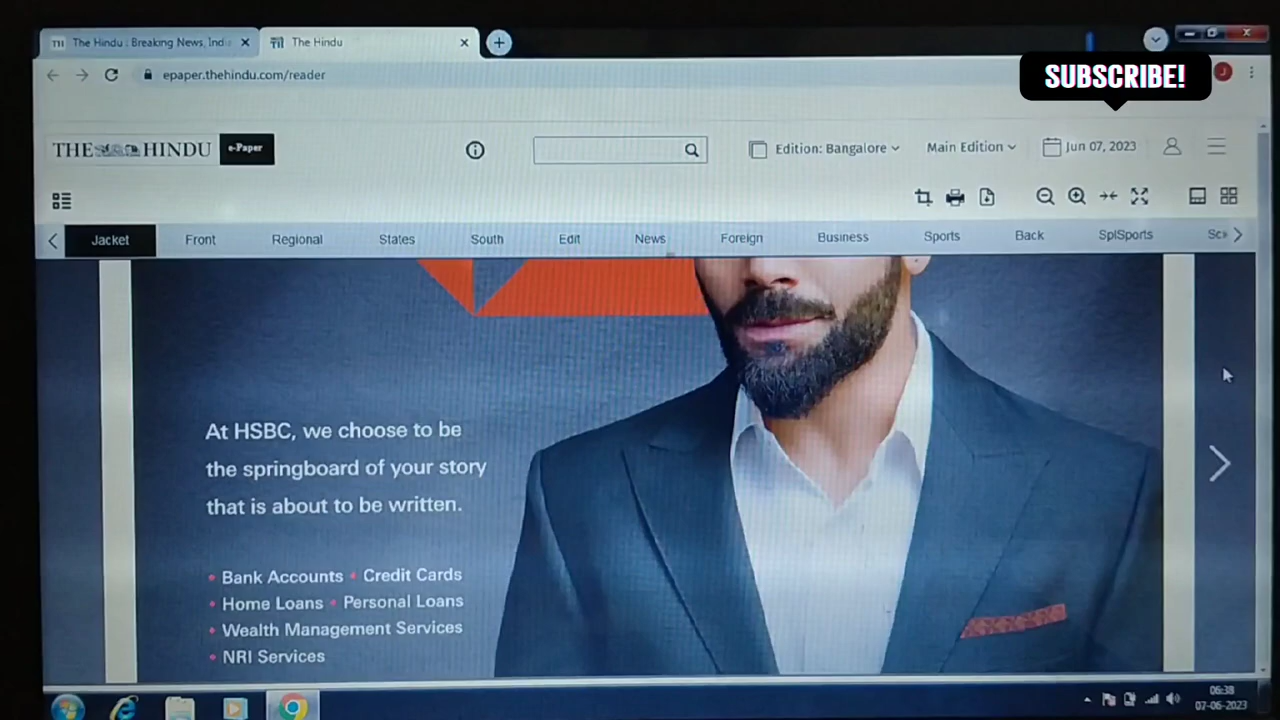 The Hindu : Breaking News, Indi
The Hindu
epaper.thehindu.com/reader
SUBSCRIBE!
J
THE HINDU
e-Paper
Edition: Bangalore
Main Edition
Jun 07, 2023
Jacket
Front
Regional
States
South
Edit
News
Foreign
Business
Sports
Back
SplSports
Sci
At HSBC, we choose to be
the springboard of your story
that is about to be written.
• Bank Accounts • Credit Cards
• Home Loans • Personal Loans
• Wealth Management Services
• NRI Services
06:38
07-06-2023